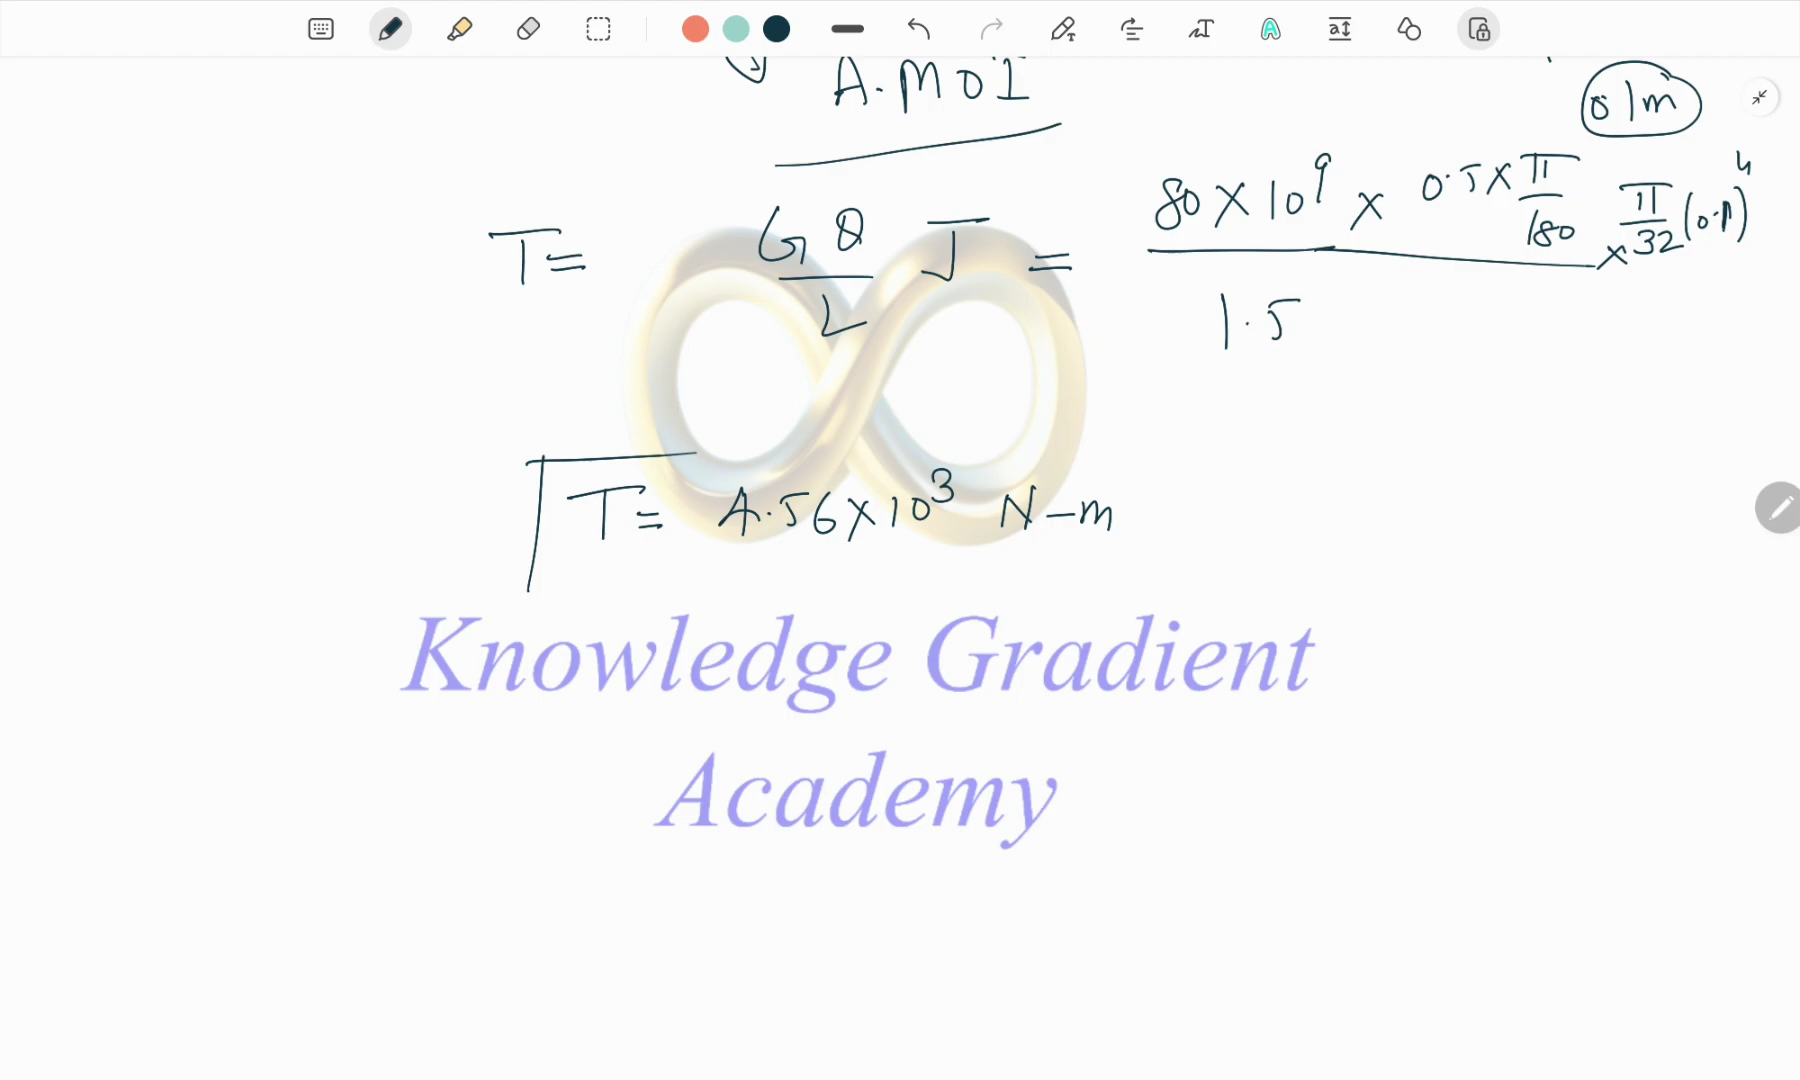 A.MOI
0.1m
T = Gθ/L J = 80 × 10⁹ × 0.5 × π/180 × π/32 (0.1)⁴ / 1.5
T = 4.56 × 10³ N-m
Knowledge Gradient
Academy